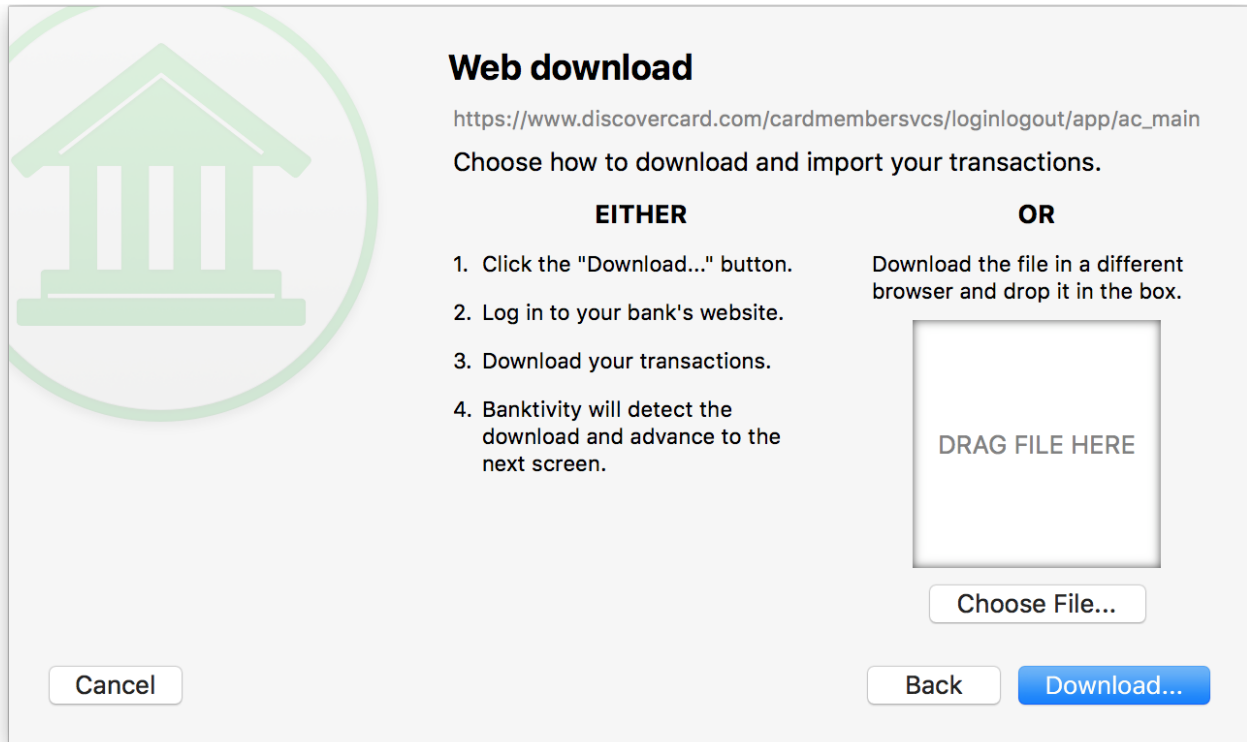 Web download
https://www.discovercard.com/cardmembersvcs/loginlogout/app/ac_main
Choose how to download and import your transactions.
EITHER
1. Click the "Download..." button.
2. Log in to your bank's website.
3. Download your transactions.
4. Banktivity will detect the
download and advance to the
next screen.
OR
Download the file in a different
browser and drop it in the box.
DRAG FILE HERE
Choose File...
Cancel
Back
Download...